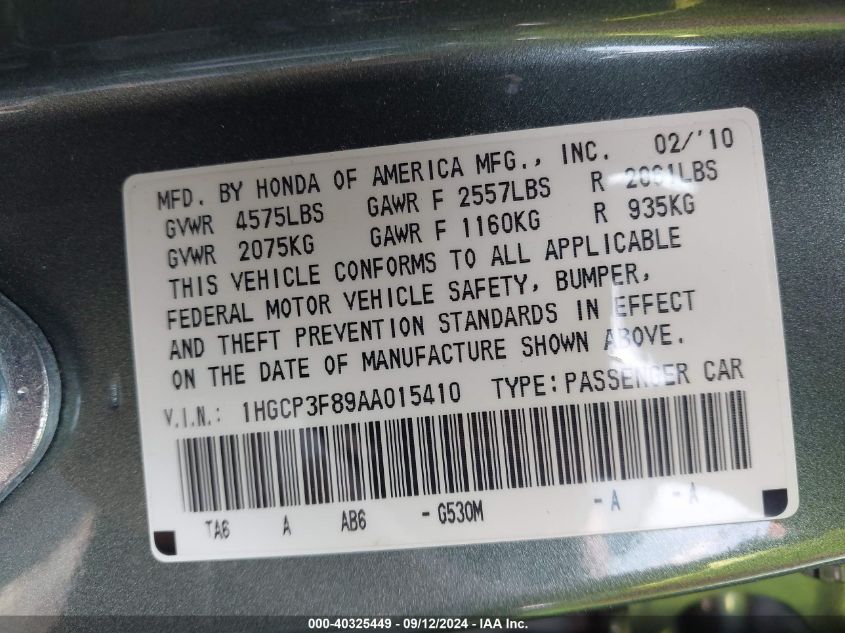 MFD. BY HONDA OF AMERICA MFG., INC. 02/'10
GVWR 4575LBS GAWR F 2557LBS R 2061LBS
GVWR 2075KG GAWR F 1160KG R 935KG
THIS VEHICLE CONFORMS TO ALL APPLICABLE
FEDERAL MOTOR VEHICLE SAFETY, BUMPER,
AND THEFT PREVENTION STANDARDS IN EFFECT
ON THE DATE OF MANUFACTURE SHOWN ABOVE.
V.I.N.: 1HGCP3F89AA015410 TYPE: PASSENGER CAR
TA6 A AB6 - G530M - A - A
000-40325449 - 09/12/2024 - IAA Inc.